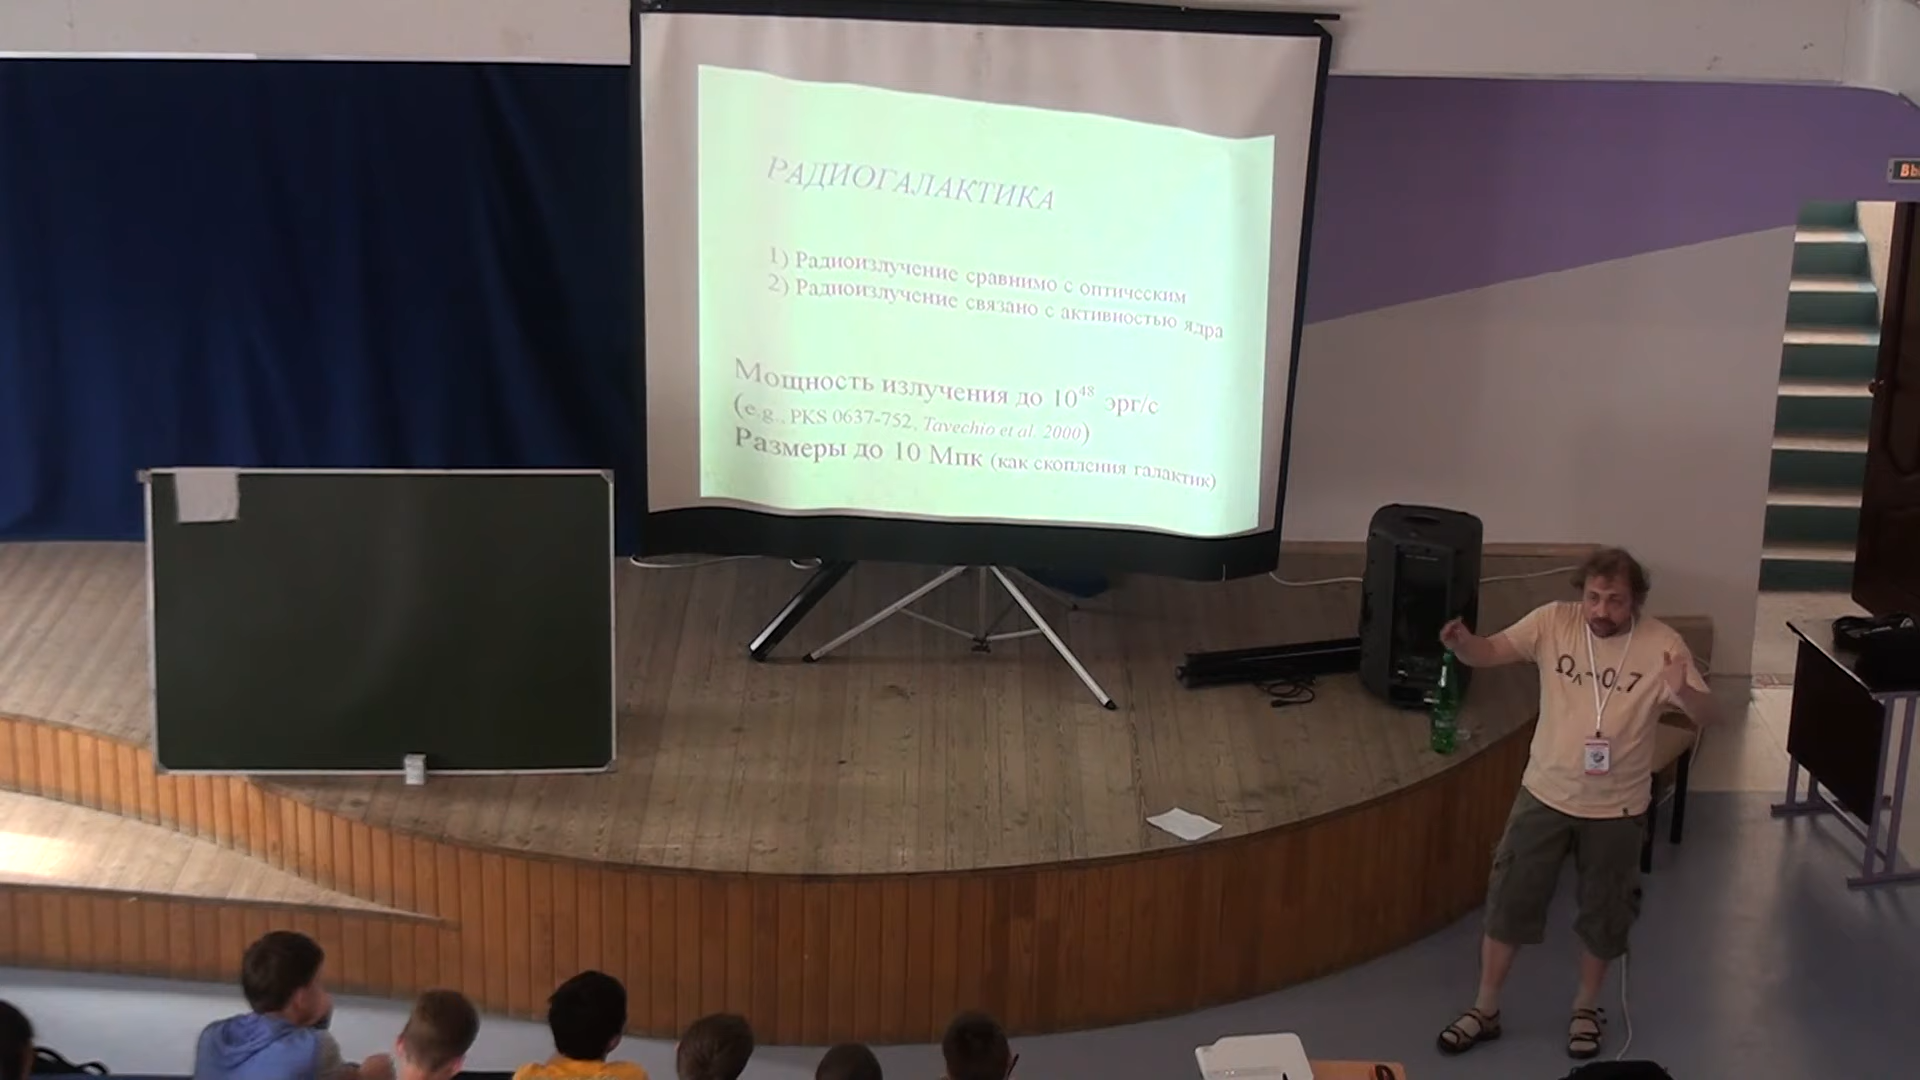 РАДИОГАЛАКТИКА
1) Радиоизлучение сравнимо с оптическим
2) Радиоизлучение связано с активностью ядра
Мощность излучения до 10⁴⁸ эрг/с
(e.g., PKS 0637-752, Tavechio et al. 2000)
Размеры до 10 Мпк (как скопления галактик)
Ωᴧ~0.7